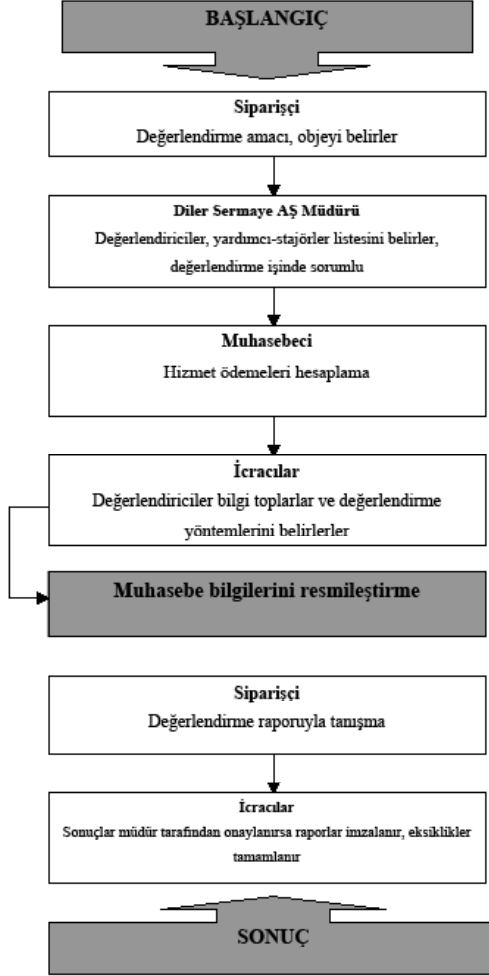 BAŞLANGIÇ
Siparişçi
Değerlendirme amacı, objeyi belirler
Diler Sermaye AŞ Müdürü
Değerlendiriciler, yardımcı-stajörler listesini belirler,
değerlendirme işinde sorumlu
Muhasebeci
Hizmet ödemeleri hesaplama
İcracılar
Değerlendiriciler bilgi toplarlar ve değerlendirme
yöntemlerini belirlerler
Muhasebe bilgilerini resmileştirme
Siparişçi
Değerlendirme raporuyla tanışma
İcracılar
Sonuçlar müdür tarafından onaylanırsa raporlar imzalanır, eksiklikler
tamamlanır
SONUÇ